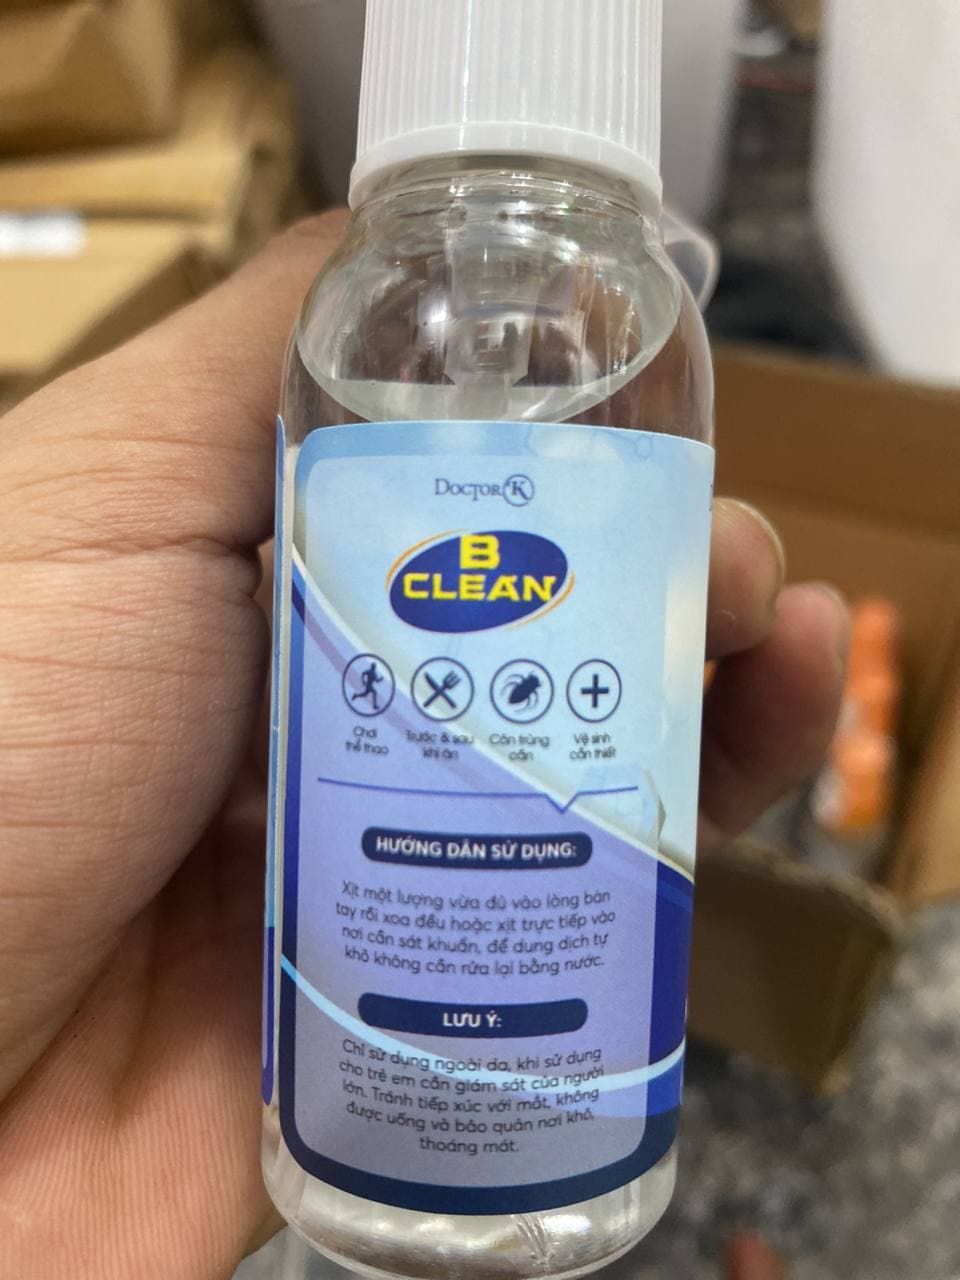 DOCTOR K
B
CLEAN
Chơi
thể thao
Trước & sau
khi ăn
Côn trùng
cắn
Vệ sinh
cần thiết
HƯỚNG DẪN SỬ DỤNG:
Xịt một lượng vừa đủ vào lòng bàn
tay rồi xoa đều hoặc xịt trực tiếp vào
nơi cần sát khuẩn, để dung dịch tự
khô không cần rửa lại bằng nước.
LƯU Ý:
Chỉ sử dụng ngoài da, khi sử dụng
cho trẻ em cần giám sát của người
lớn. Tránh tiếp xúc với mắt, không
được uống và bảo quản nơi khô,
thoáng mát.